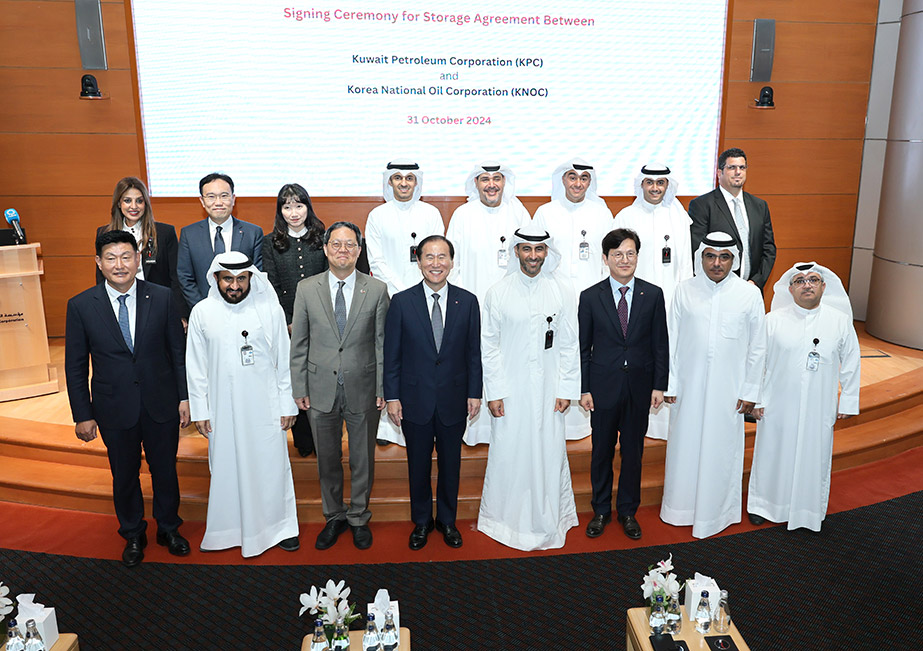 Signing Ceremony for Storage Agreement Between
Kuwait Petroleum Corporation (KPC)
and
Korea National Oil Corporation (KNOC)
31 October 2024